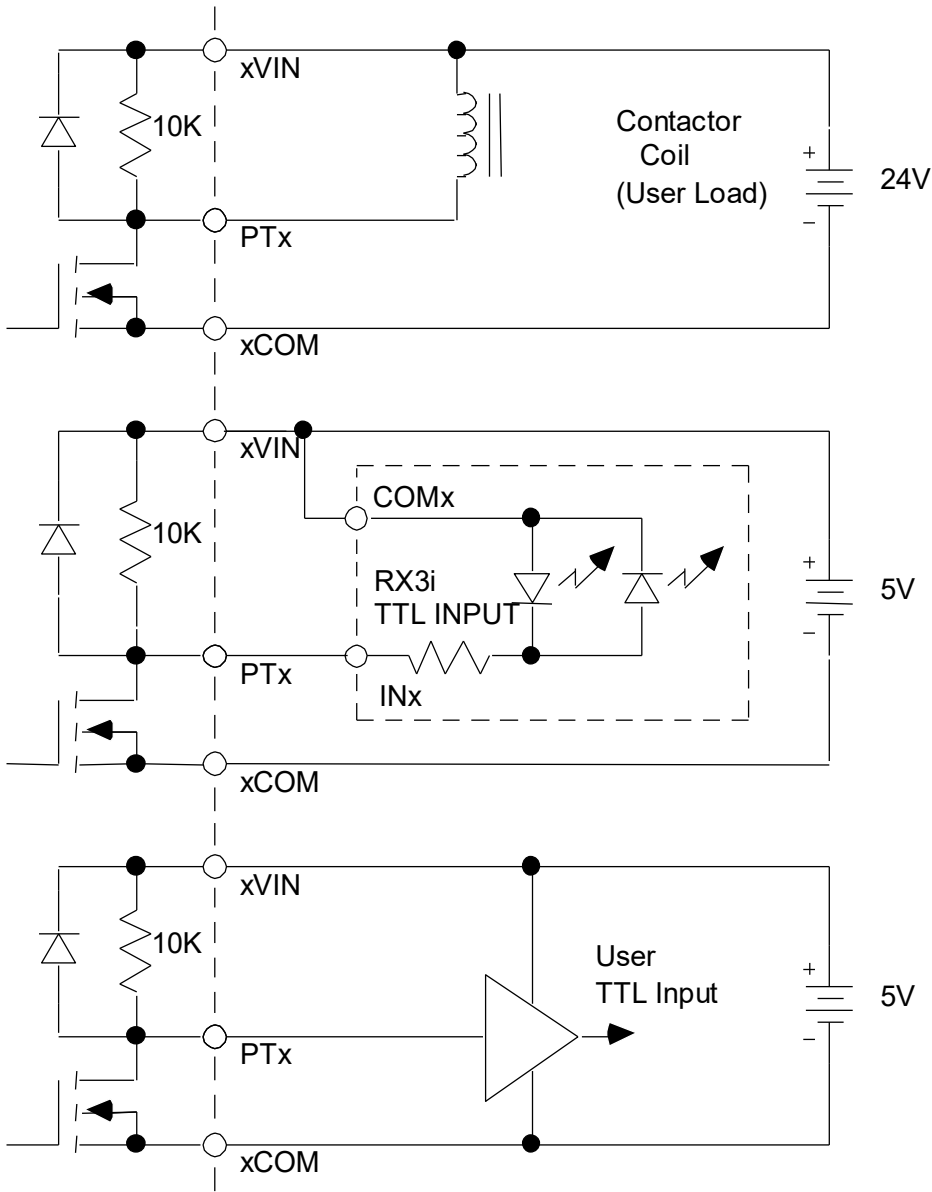 xVIN
10K
Contactor
Coil
(User Load)
+
24V
−
PTx
xCOM
xVIN
COMx
10K
RX3i
TTL INPUT
+
5V
−
PTx
INx
xCOM
xVIN
10K
User
TTL Input
+
5V
−
PTx
xCOM